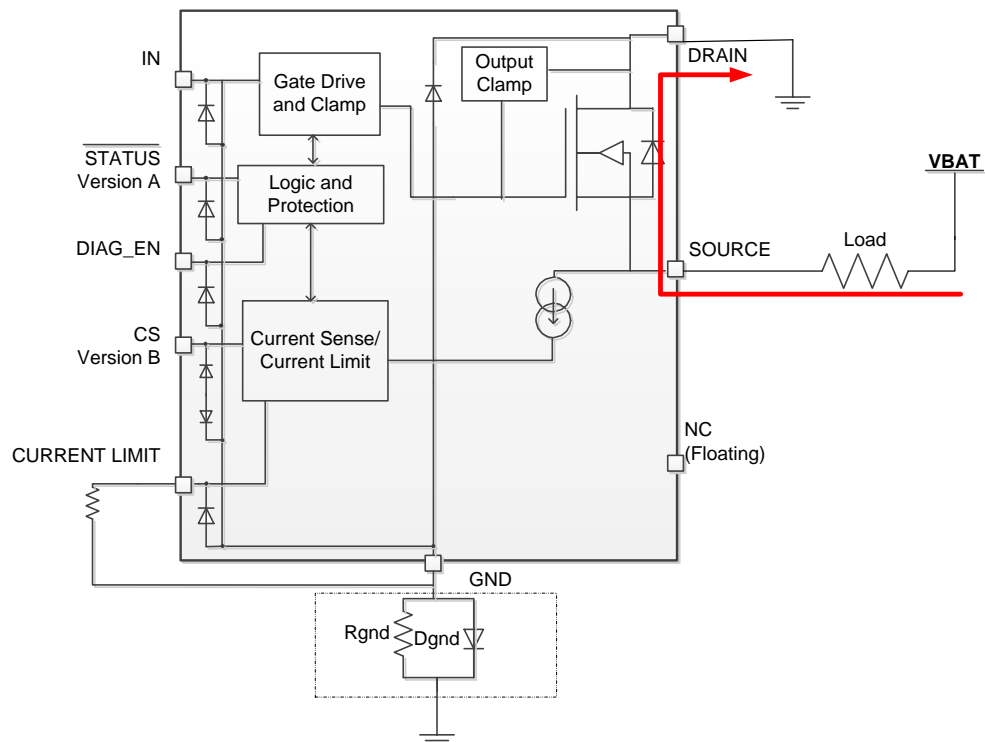 IN
Gate Drive
and Clamp
Output
Clamp
DRAIN
STATUS
Version A
Logic and
Protection
VBAT
DIAG_EN
SOURCE
Load
CS
Version B
Current Sense/
Current Limit
NC
(Floating)
CURRENT LIMIT
GND
Rgnd
Dgnd